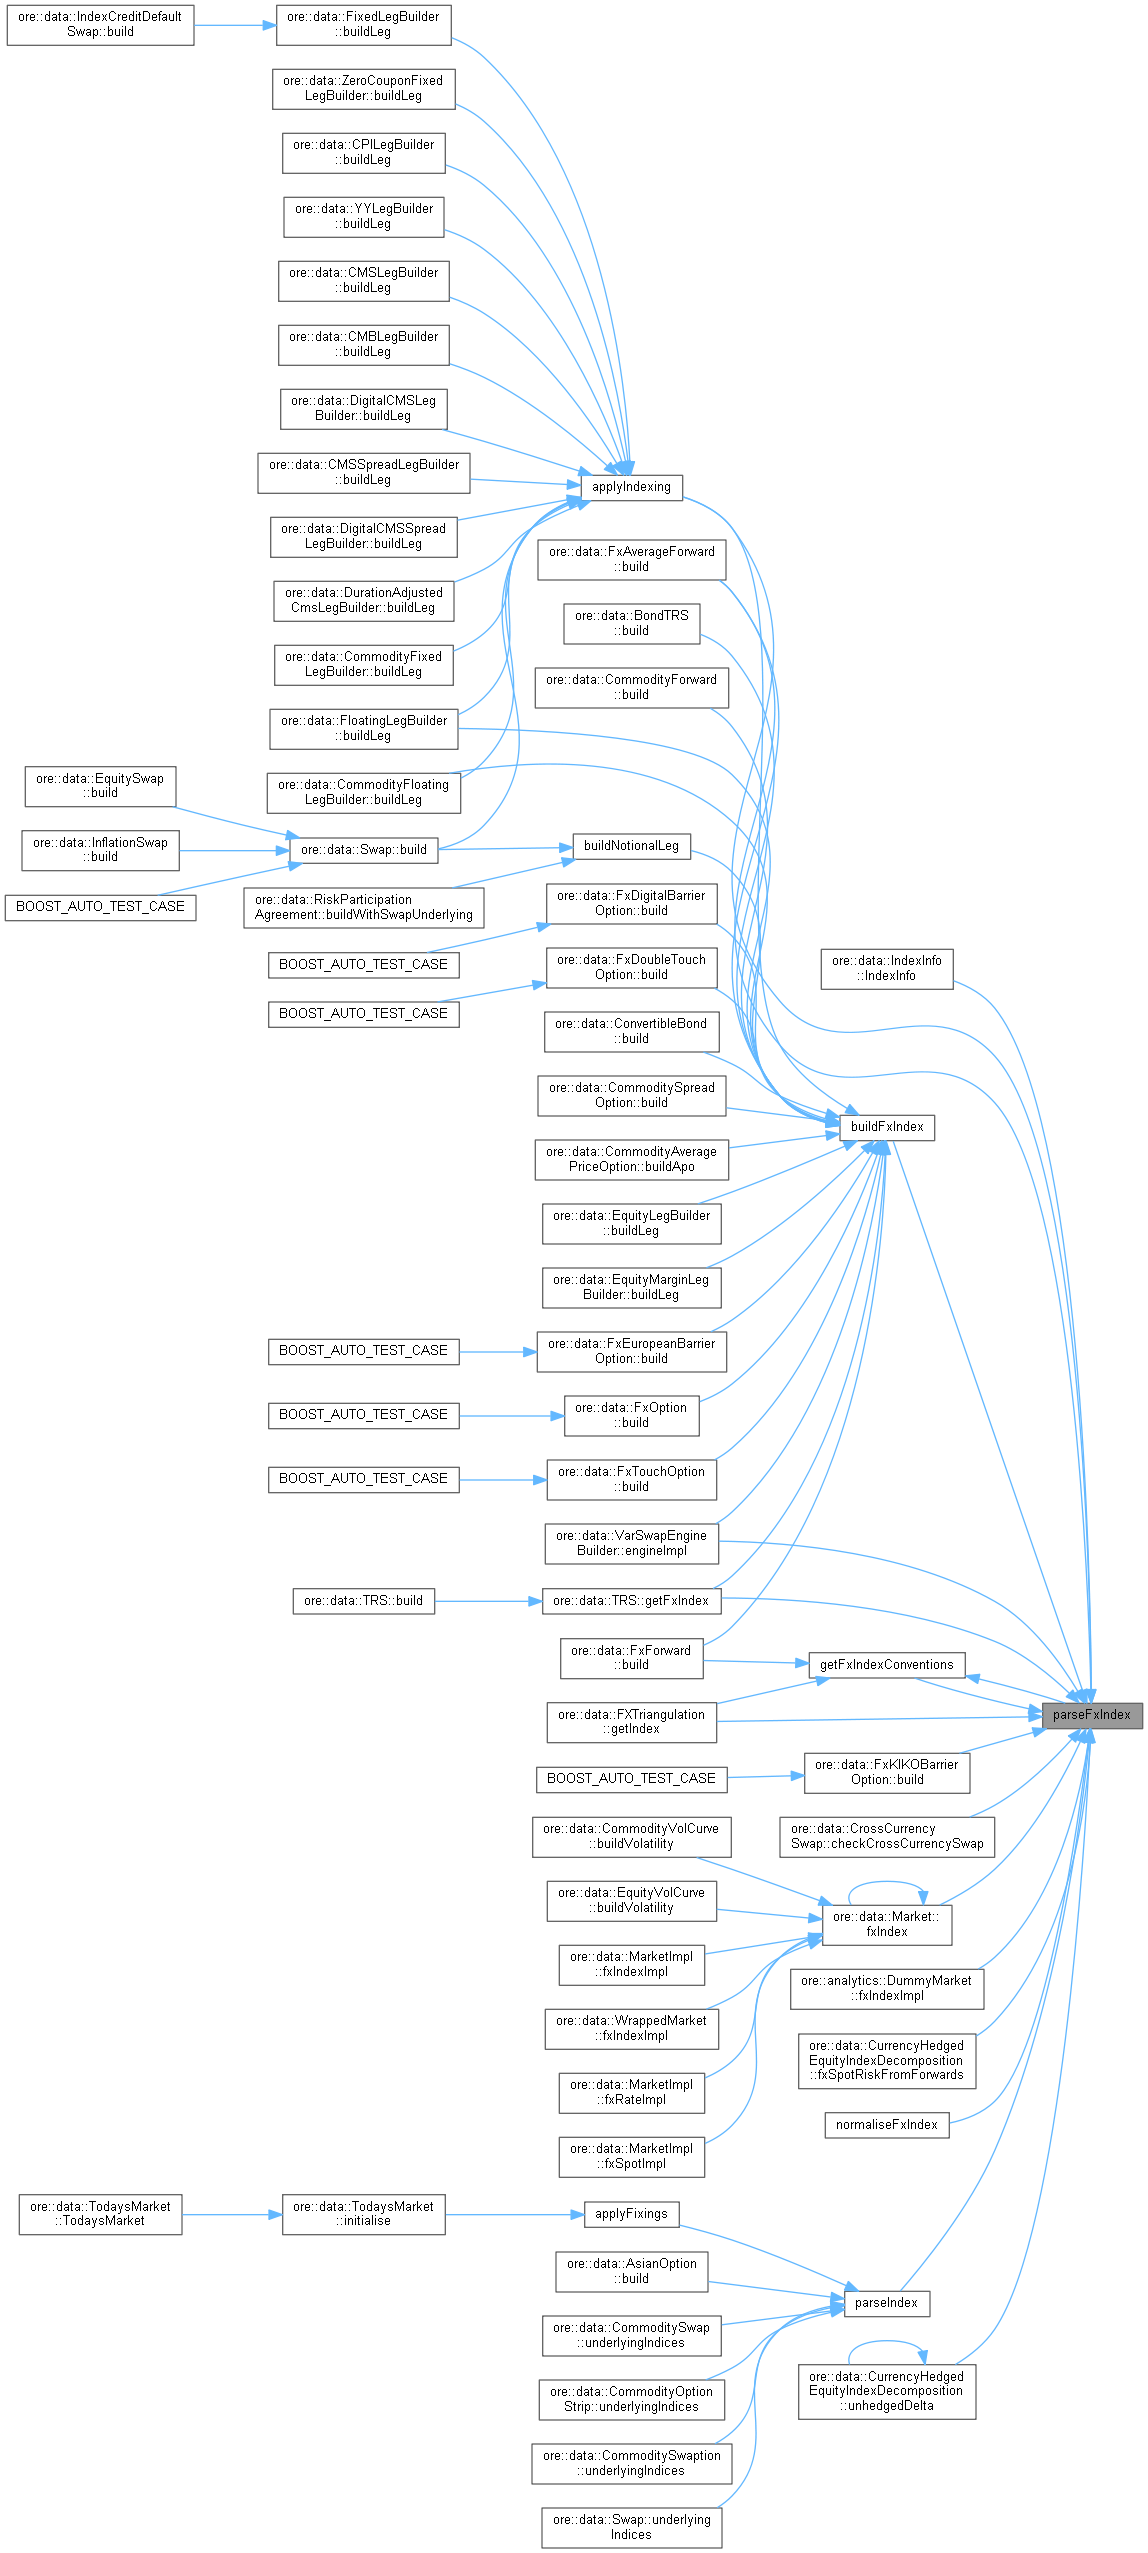 ore::data::IndexCreditDefault
Swap::build
ore::data::FixedLegBuilder
::buildLeg
ore::data::ZeroCouponFixed
LegBuilder::buildLeg
ore::data::CPILegBuilder
::buildLeg
ore::data::YYLegBuilder
::buildLeg
ore::data::CMSLegBuilder
::buildLeg
ore::data::CMBLegBuilder
::buildLeg
ore::data::DigitalCMSLeg
Builder::buildLeg
ore::data::CMSSpreadLegBuilder
::buildLeg
applyIndexing
ore::data::DigitalCMSSpread
LegBuilder::buildLeg
ore::data::FxAverageForward
::build
ore::data::DurationAdjusted
CmsLegBuilder::buildLeg
ore::data::BondTRS
::build
ore::data::CommodityFixed
LegBuilder::buildLeg
ore::data::CommodityForward
::build
ore::data::FloatingLegBuilder
::buildLeg
ore::data::EquitySwap
::build
ore::data::CommodityFloating
LegBuilder::buildLeg
ore::data::InflationSwap
::build
ore::data::Swap::build
buildNotionalLeg
BOOST_AUTO_TEST_CASE
ore::data::RiskParticipation
Agreement::buildWithSwapUnderlying
ore::data::FxDigitalBarrier
Option::build
BOOST_AUTO_TEST_CASE
ore::data::FxDoubleTouch
Option::build
ore::data::IndexInfo
::IndexInfo
BOOST_AUTO_TEST_CASE
ore::data::ConvertibleBond
::build
ore::data::CommoditySpread
Option::build
buildFxIndex
ore::data::CommodityAverage
PriceOption::buildApo
ore::data::EquityLegBuilder
::buildLeg
ore::data::EquityMarginLeg
Builder::buildLeg
BOOST_AUTO_TEST_CASE
ore::data::FxEuropeanBarrier
Option::build
BOOST_AUTO_TEST_CASE
ore::data::FxOption
::build
BOOST_AUTO_TEST_CASE
ore::data::FxTouchOption
::build
ore::data::VarSwapEngine
Builder::engineImpl
ore::data::TRS::build
ore::data::TRS::getFxIndex
ore::data::FxForward
::build
getFxIndexConventions
ore::data::FXTriangulation
::getIndex
parseFxIndex
BOOST_AUTO_TEST_CASE
ore::data::FxKIKOBarrier
Option::build
ore::data::CommodityVolCurve
::buildVolatility
ore::data::CrossCurrency
Swap::checkCrossCurrencySwap
ore::data::EquityVolCurve
::buildVolatility
ore::data::Market::
fxIndex
ore::data::MarketImpl
::fxIndexImpl
ore::analytics::DummyMarket
::fxIndexImpl
ore::data::WrappedMarket
::fxIndexImpl
ore::data::CurrencyHedged
EquityIndexDecomposition
::fxSpotRiskFromForwards
ore::data::MarketImpl
::fxRateImpl
normaliseFxIndex
ore::data::MarketImpl
::fxSpotImpl
ore::data::TodaysMarket
::TodaysMarket
ore::data::TodaysMarket
::initialise
applyFixings
ore::data::AsianOption
::build
parseIndex
ore::data::CommoditySwap
::underlyingIndices
ore::data::CurrencyHedged
EquityIndexDecomposition
::unhedgedDelta
ore::data::CommodityOption
Strip::underlyingIndices
ore::data::CommoditySwaption
::underlyingIndices
ore::data::Swap::underlying
Indices